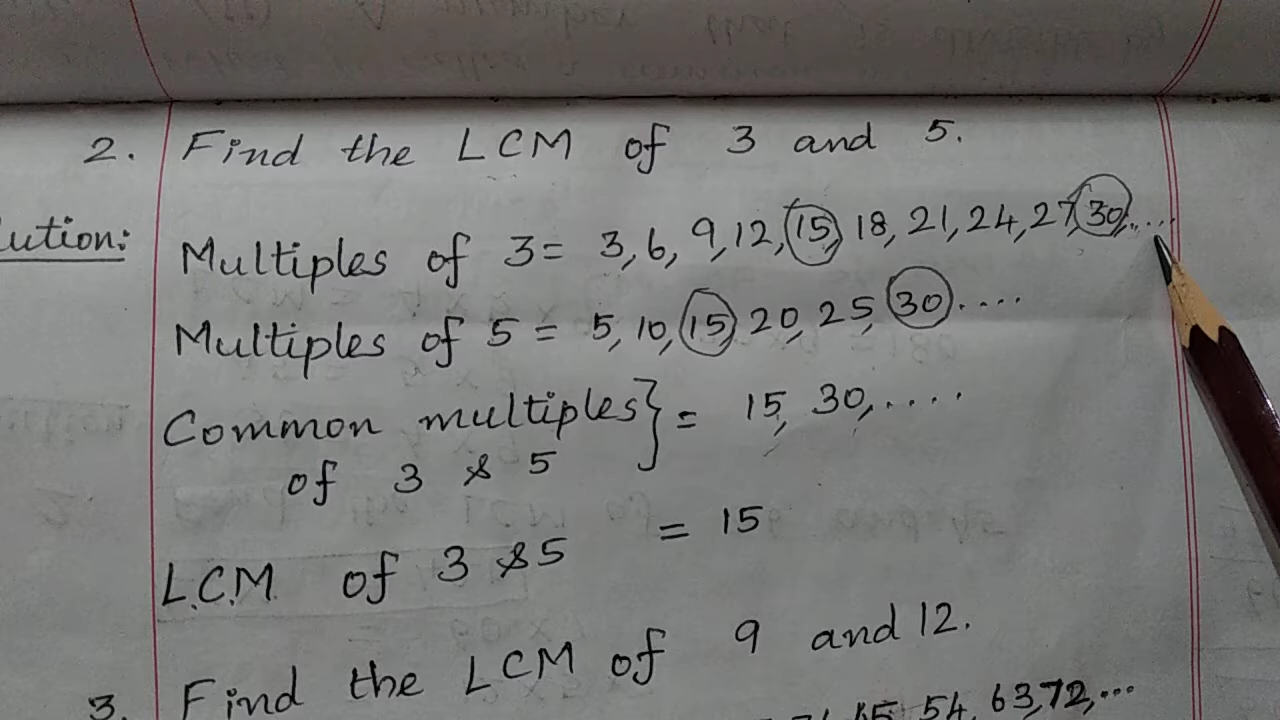 2. Find the LCM of 3 and 5.
ution: Multiples of 3 = 3, 6, 9, 12, 15, 18, 21, 24, 27, 30, ....
Multiples of 5 = 5, 10, 15, 20, 25, 30 ....
Common multiples } = 15, 30, ....
of 3 & 5
L.C.M. of 3 & 5 = 15
3. Find the LCM of 9 and 12.
54, 63, 72, ...